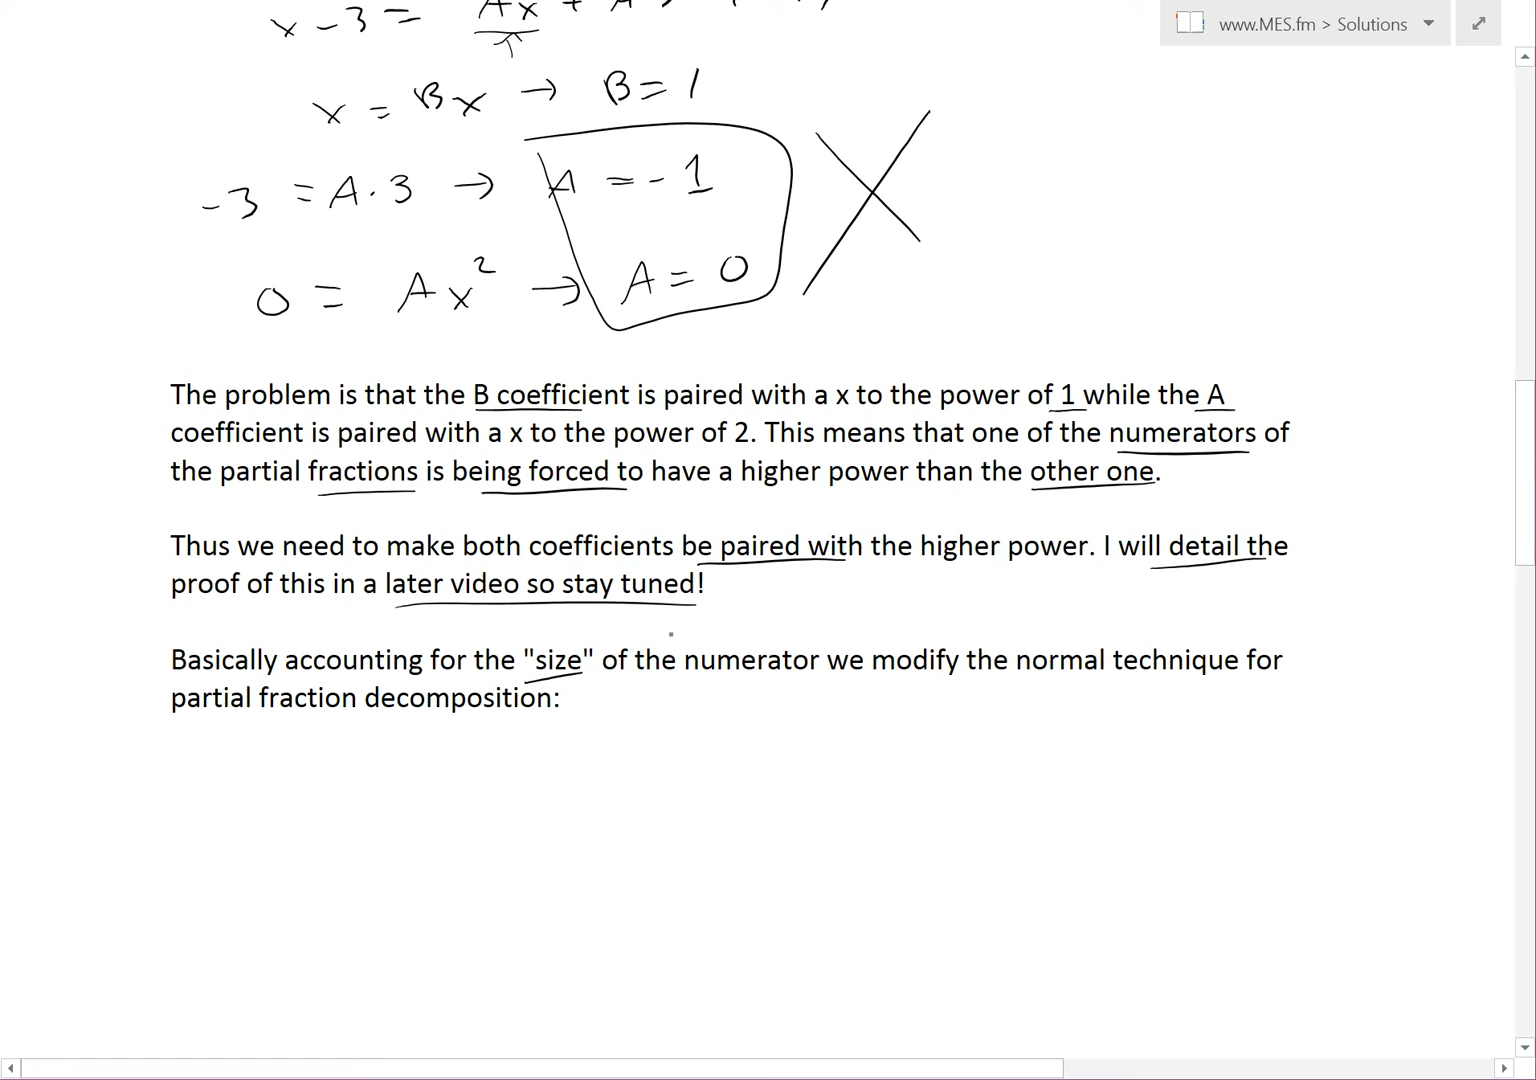 www.MES.fm > Solutions
x - 3 = Ax
x = Bx → B = 1
-3 = A · 3 → A = -1
0 = Ax² → A = 0
The problem is that the B coefficient is paired with a x to the power of 1 while the A
coefficient is paired with a x to the power of 2. This means that one of the numerators of
the partial fractions is being forced to have a higher power than the other one.
Thus we need to make both coefficients be paired with the higher power. I will detail the
proof of this in a later video so stay tuned!
Basically accounting for the "size" of the numerator we modify the normal technique for
partial fraction decomposition: